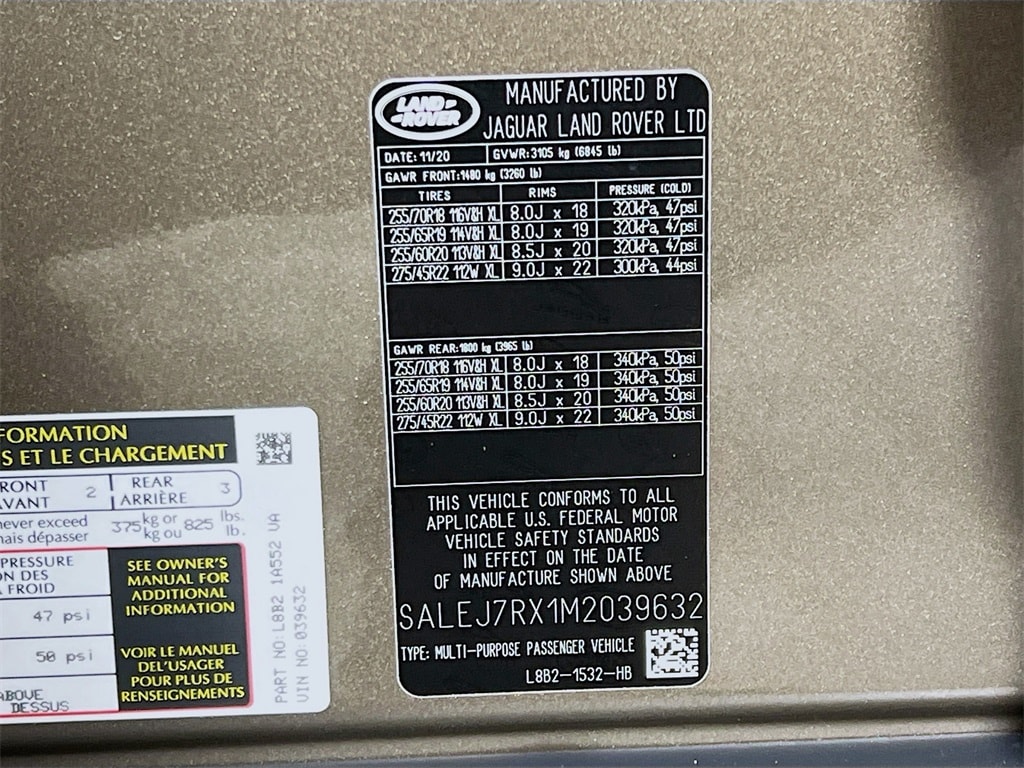 LAND-
-ROVER
MANUFACTURED BY
JAGUAR LAND ROVER LTD
DATE: 11/20 GVWR:3105 kg (6845 lb)
GAWR FRONT:1480 kg (3260 lb)
TIRES RIMS PRESSURE (COLD)
255/70R18 116V&H XL 8.0J x 18 320kPa, 47psi
255/65R19 114V&H XL 8.0J x 19 320kPa, 47psi
255/60R20 113V&H XL 8.5J x 20 320kPa, 47psi
275/45R22 112W XL 9.0J x 22 300kPa, 44psi
GAWR REAR:1800 kg (3965 lb)
255/70R18 116V&H XL 8.0J x 18 340kPa, 50psi
255/65R19 114V&H XL 8.0J x 19 340kPa, 50psi
255/60R20 113V&H XL 8.5J x 20 340kPa, 50psi
275/45R22 112W XL 9.0J x 22 340kPa, 50psi
THIS VEHICLE CONFORMS TO ALL
APPLICABLE U.S. FEDERAL MOTOR
VEHICLE SAFETY STANDARDS
IN EFFECT ON THE DATE
OF MANUFACTURE SHOWN ABOVE
SALEJ7RX1M2039632
TYPE: MULTI-PURPOSE PASSENGER VEHICLE
L8B2-1532-HB
FORMATION
S ET LE CHARGEMENT
RONT
AVANT 2
REAR
ARRIÈRE 3
never exceed
mais dépasser
375 kg or
kg ou 825 lbs.
lb.
PRESSURE
ON DES
À FROID
47 psi
50 psi
ABOVE
DESSUS
SEE OWNER'S
MANUAL FOR
ADDITIONAL
INFORMATION
VOIR LE MANUEL
DEL'USAGER
POUR PLUS DE
RENSEIGNEMENTS
PART NO:L8B2 1A552 VA
VIN NO:039632